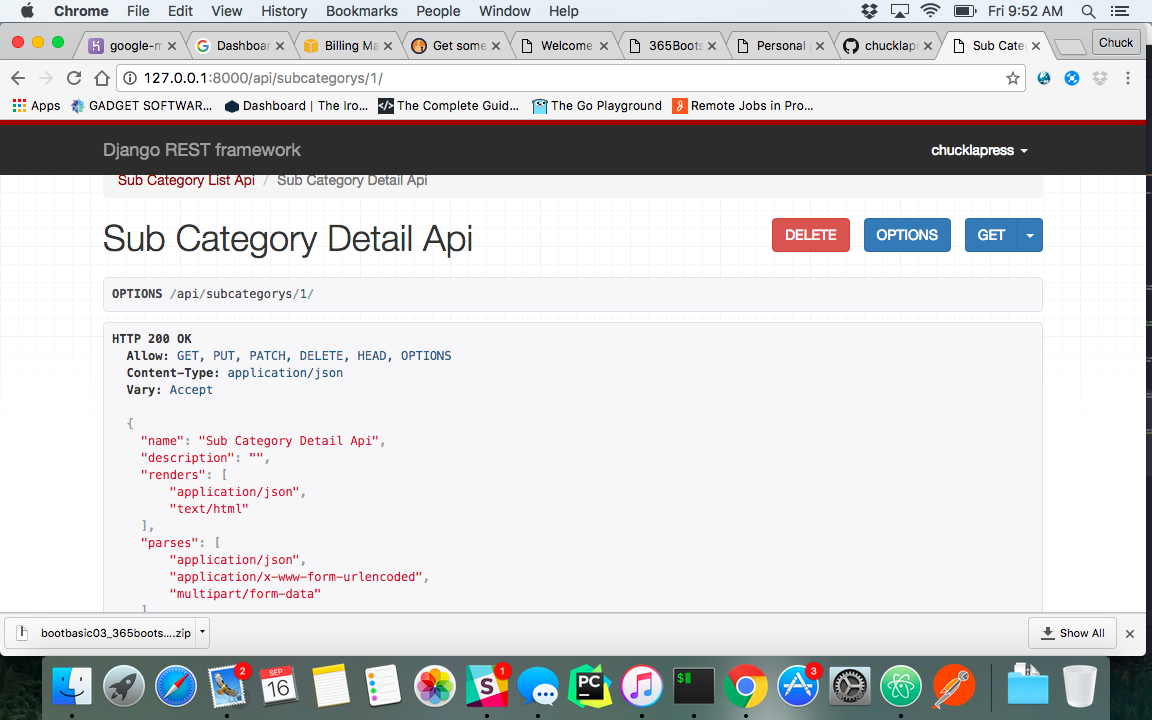 Chrome File Edit View History Bookmarks People Window Help Fri 9:52 AM
google-m Dashboar Billing Ma Get some Welcome 365Boots Personal chucklapr Sub Cate Chuck
127.0.0.1:8000/api/subcategorys/1/
Apps GADGET SOFTWAR... Dashboard | The Iro... The Complete Guid... The Go Playground Remote Jobs in Pro...
Django REST framework chucklapress
Sub Category List Api / Sub Category Detail Api
Sub Category Detail Api DELETE OPTIONS GET
OPTIONS /api/subcategorys/1/
HTTP 200 OK
Allow: GET, PUT, PATCH, DELETE, HEAD, OPTIONS
Content-Type: application/json
Vary: Accept
{
"name": "Sub Category Detail Api",
"description": "",
"renders": [
"application/json",
"text/html"
],
"parses": [
"application/json",
"application/x-www-form-urlencoded",
"multipart/form-data"
]
bootbasic03_365boots....zip Show All
2 SEP 16 S 1 PC $ 3